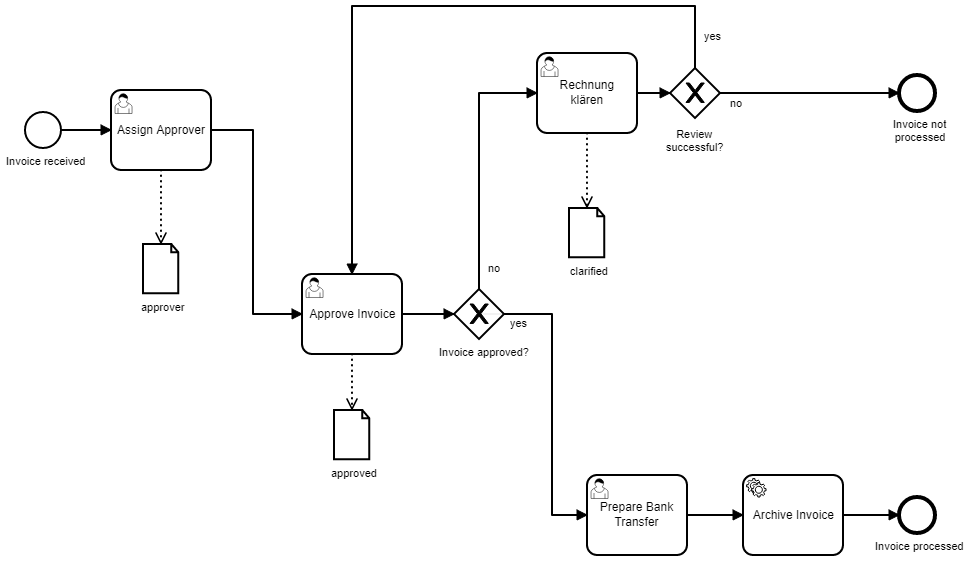 yes
Rechnung
klären
no
Review
successful?
Invoice not
processed
Assign Approver
Invoice received
approver
clarified
no
Approve Invoice
yes
Invoice approved?
approved
Prepare Bank
Transfer
Archive Invoice
Invoice processed